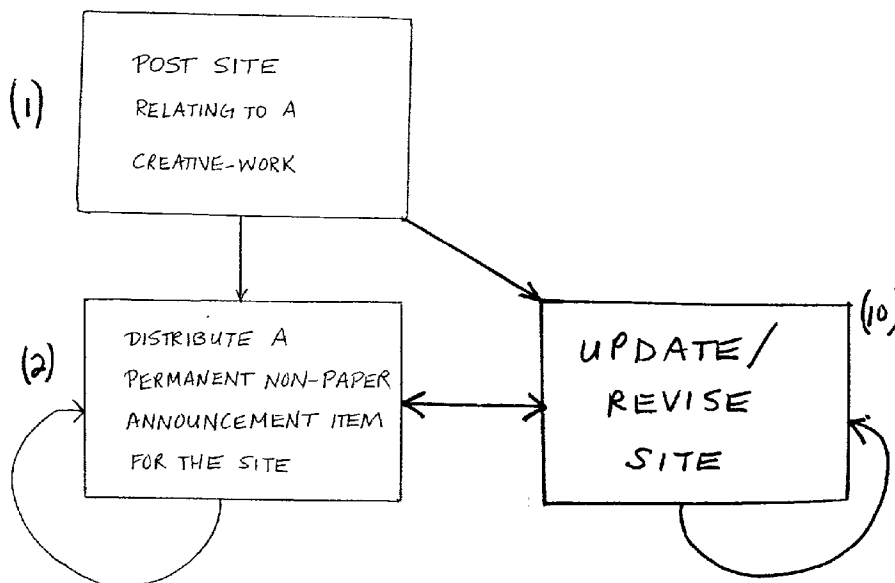 (1)
POST SITE
RELATING TO A
CREATIVE-WORK
(2)
DISTRIBUTE A
PERMANENT NON-PAPER
ANNOUNCEMENT ITEM
FOR THE SITE
(10)
UPDATE/
REVISE
SITE